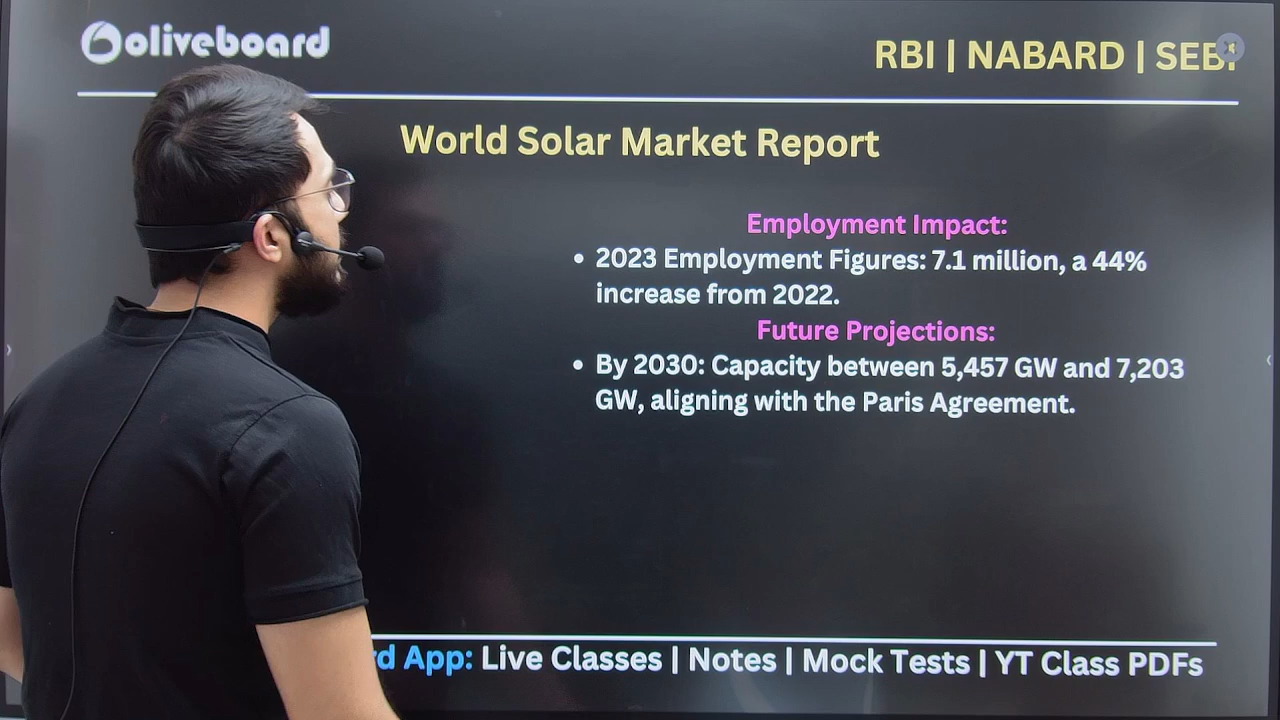 oliveboard
RBI | NABARD | SEBI
World Solar Market Report
Employment Impact:
• 2023 Employment Figures: 7.1 million, a 44%
increase from 2022.
Future Projections:
• By 2030: Capacity between 5,457 GW and 7,203
GW, aligning with the Paris Agreement.
App: Live Classes | Notes | Mock Tests | YT Class PDFs